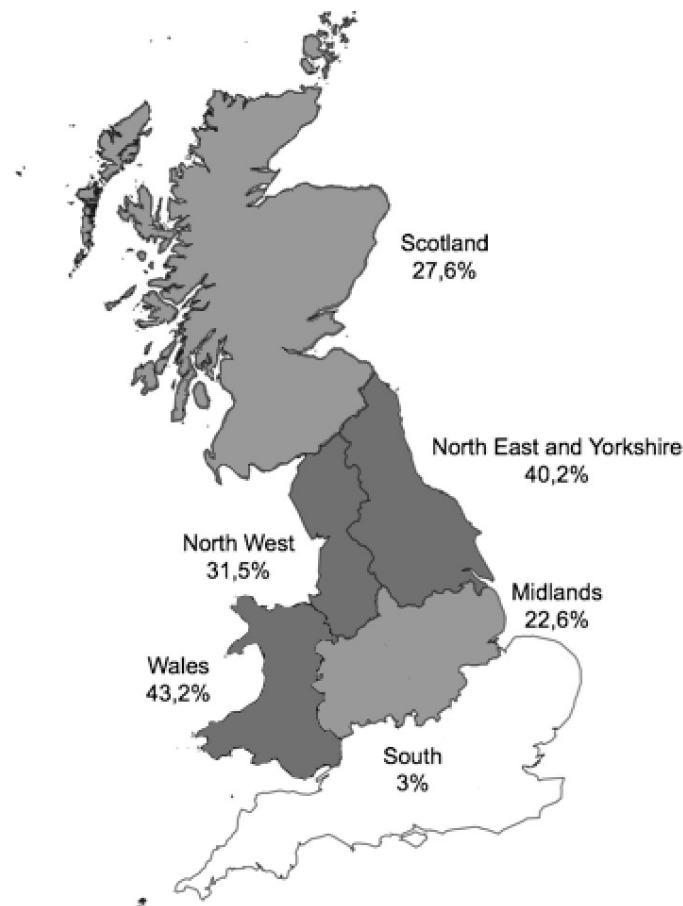 Scotland
27,6%
North East and Yorkshire
40,2%
North West
31,5%
Midlands
22,6%
Wales
43,2%
South
3%